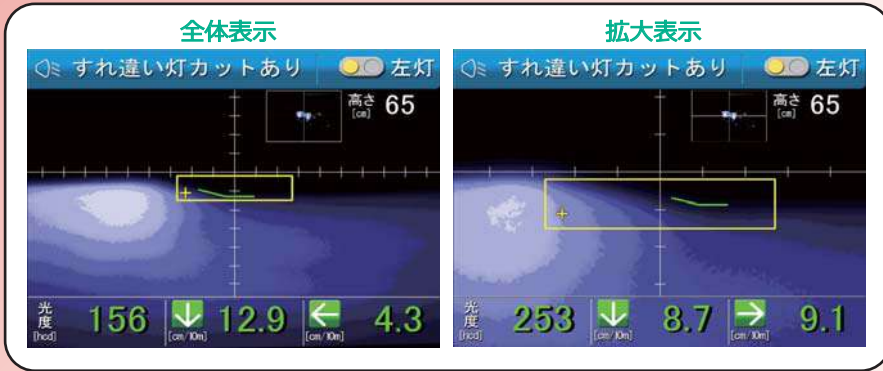 全体表示
すれ違い灯カットあり 左灯
高さ 65
[cm]
光度 156 12.9 4.3
[hcd] [cm/10m] [cm/10m]
拡大表示
すれ違い灯カットあり 左灯
高さ 65
[cm]
光度 253 8.7 9.1
[hcd] [cm/10m] [cm/10m]